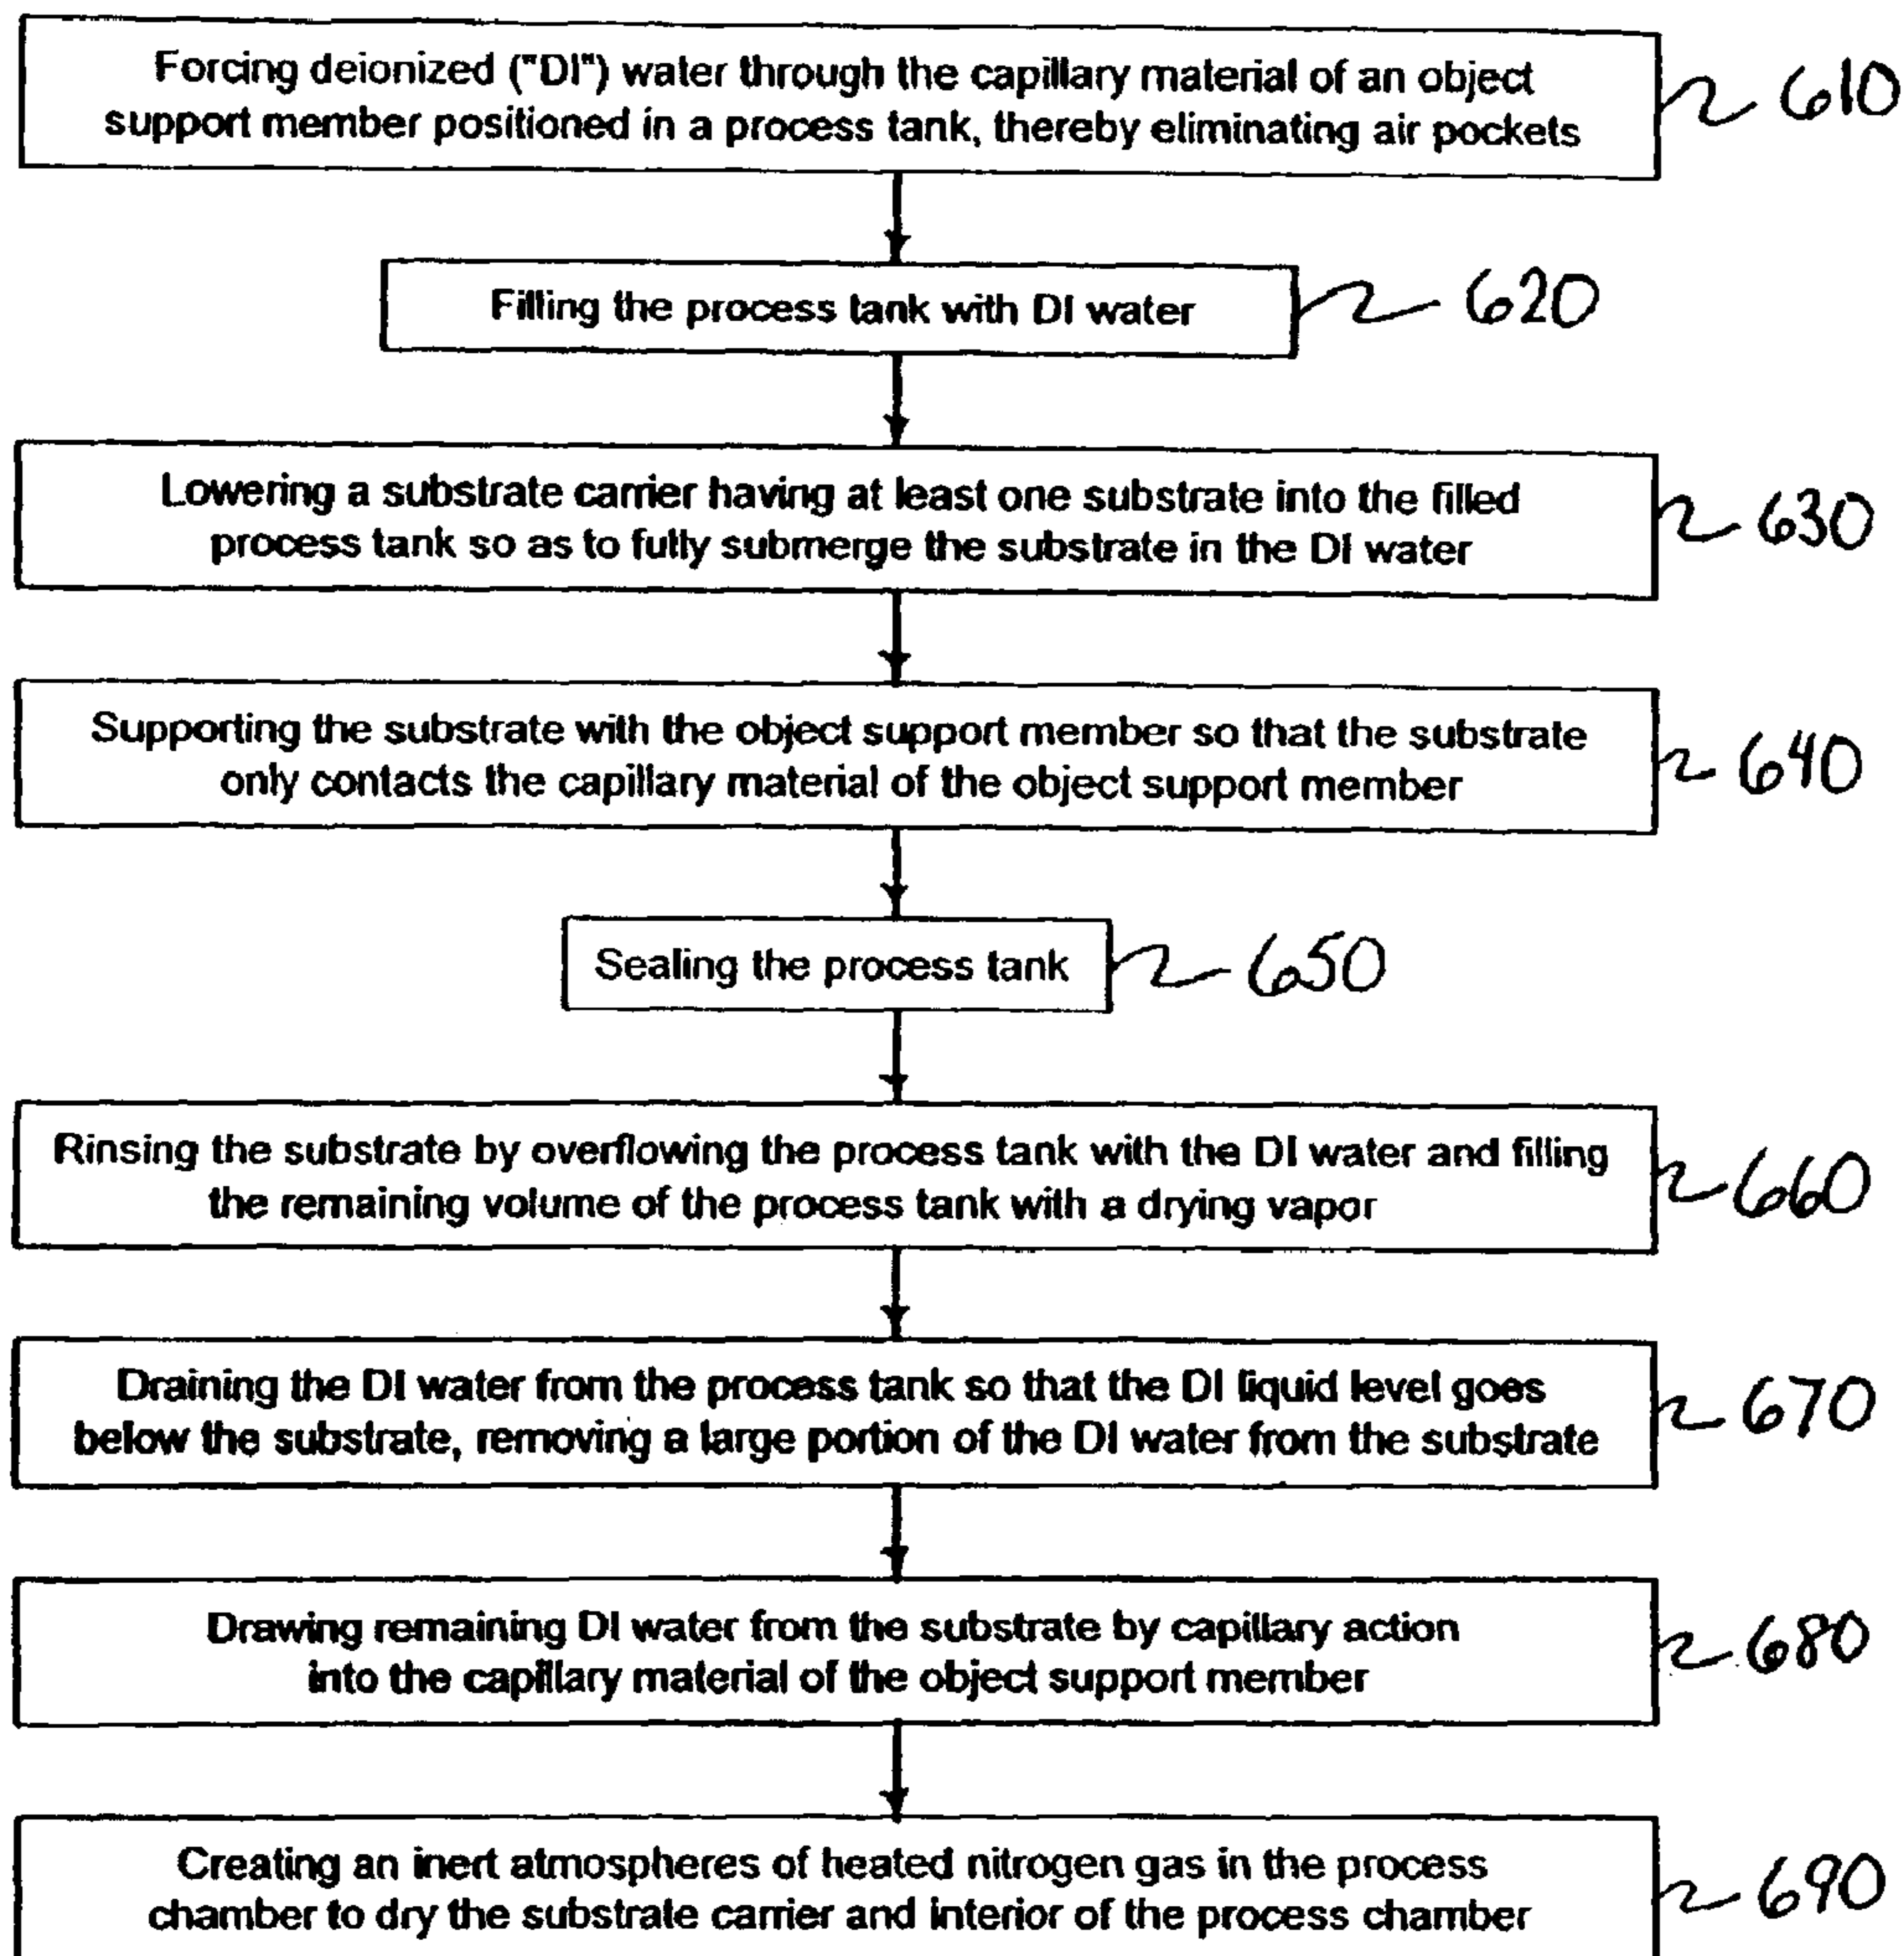 Forcing deionized ("DI") water through the capillary material of an object
support member positioned in a process tank, thereby eliminating air pockets
610
Filling the process tank with DI water
620
Lowering a substrate carrier having at least one substrate into the filled
process tank so as to fully submerge the substrate in the DI water
630
Supporting the substrate with the object support member so that the substrate
only contacts the capillary material of the object support member
640
Sealing the process tank
650
Rinsing the substrate by overflowing the process tank with the DI water and filling
the remaining volume of the process tank with a drying vapor
660
Draining the DI water from the process tank so that the DI liquid level goes
below the substrate, removing a large portion of the DI water from the substrate
670
Drawing remaining DI water from the substrate by capillary action
into the capillary material of the object support member
680
Creating an inert atmospheres of heated nitrogen gas in the process
chamber to dry the substrate carrier and interior of the process chamber
690